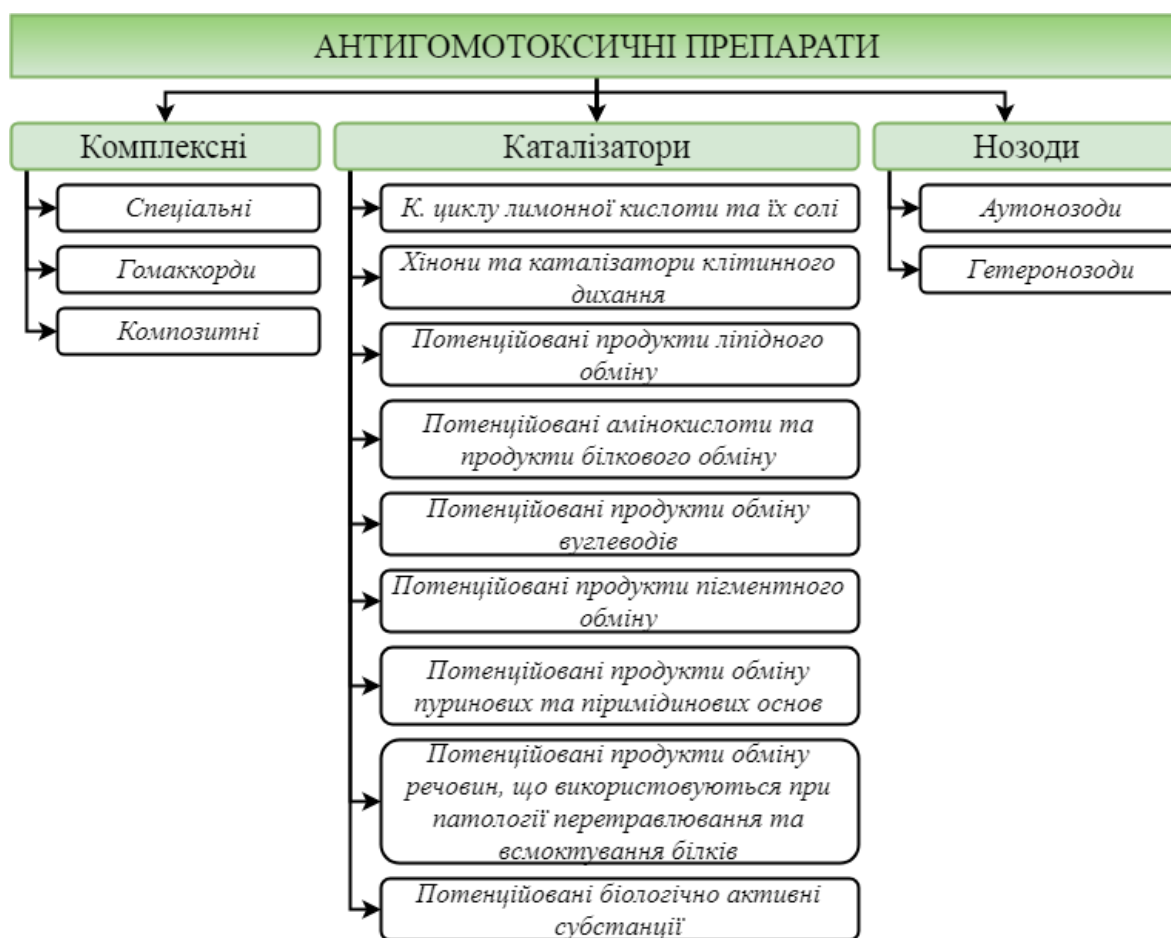 АНТИГОМОТОКСИЧНІ ПРЕПАРАТИ
Комплексні
Спеціальні
Гомаккорди
Композитні
Каталізатори
К. циклу лимонної кислоти та їх солі
Хінони та каталізатори клітинного
дихання
Потенційовані продукти ліпідного
обміну
Потенційовані амінокислоти та
продукти білкового обміну
Потенційовані продукти обміну
вуглеводів
Потенційовані продукти пігментного
обміну
Потенційовані продукти обміну
пуринових та піримідинових основ
Потенційовані продукти обміну
речовин, що використовуються при
патології перетравлювання та
всмоктування білків
Потенційовані біологічно активні
субстанції
Нозоди
Аутонозоди
Гетеронозоди